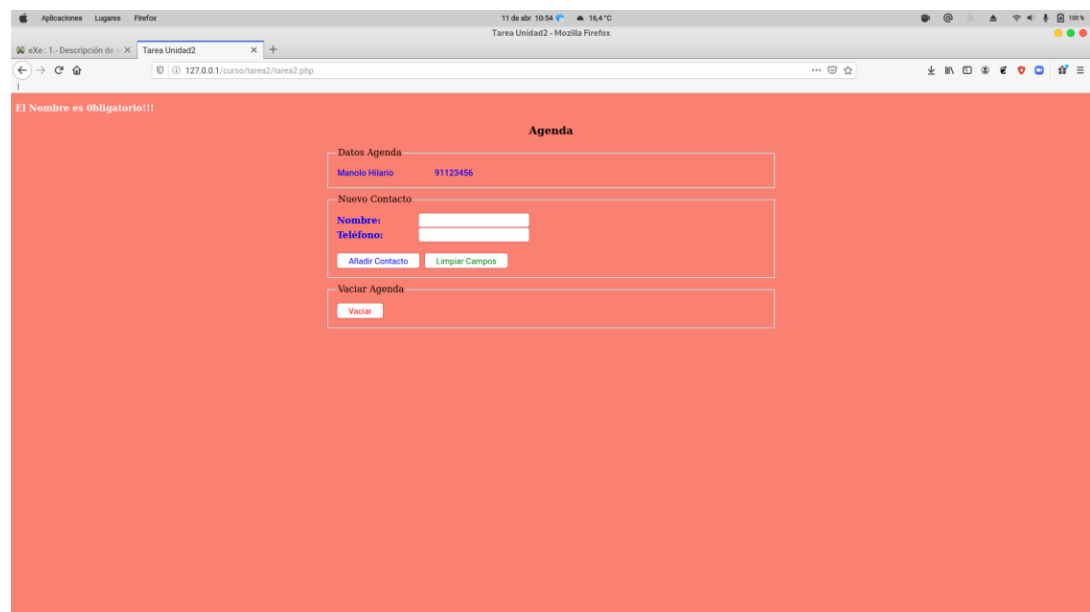 Aplicaciones Lugares Firefox 11 de abr 10:54 16,4°C 100 %
Tarea Unidad2 - Mozilla Firefox
eXe : 1.- Descripción de Tarea Unidad2
127.0.0.1/curso/tarea2/tarea2.php
El Nombre es Obligatorio!!!
Agenda
Datos Agenda
Manolo Hilario 91123456
Nuevo Contacto
Nombre:
Teléfono:
Añadir Contacto Limpiar Campos
Vaciar Agenda
Vaciar